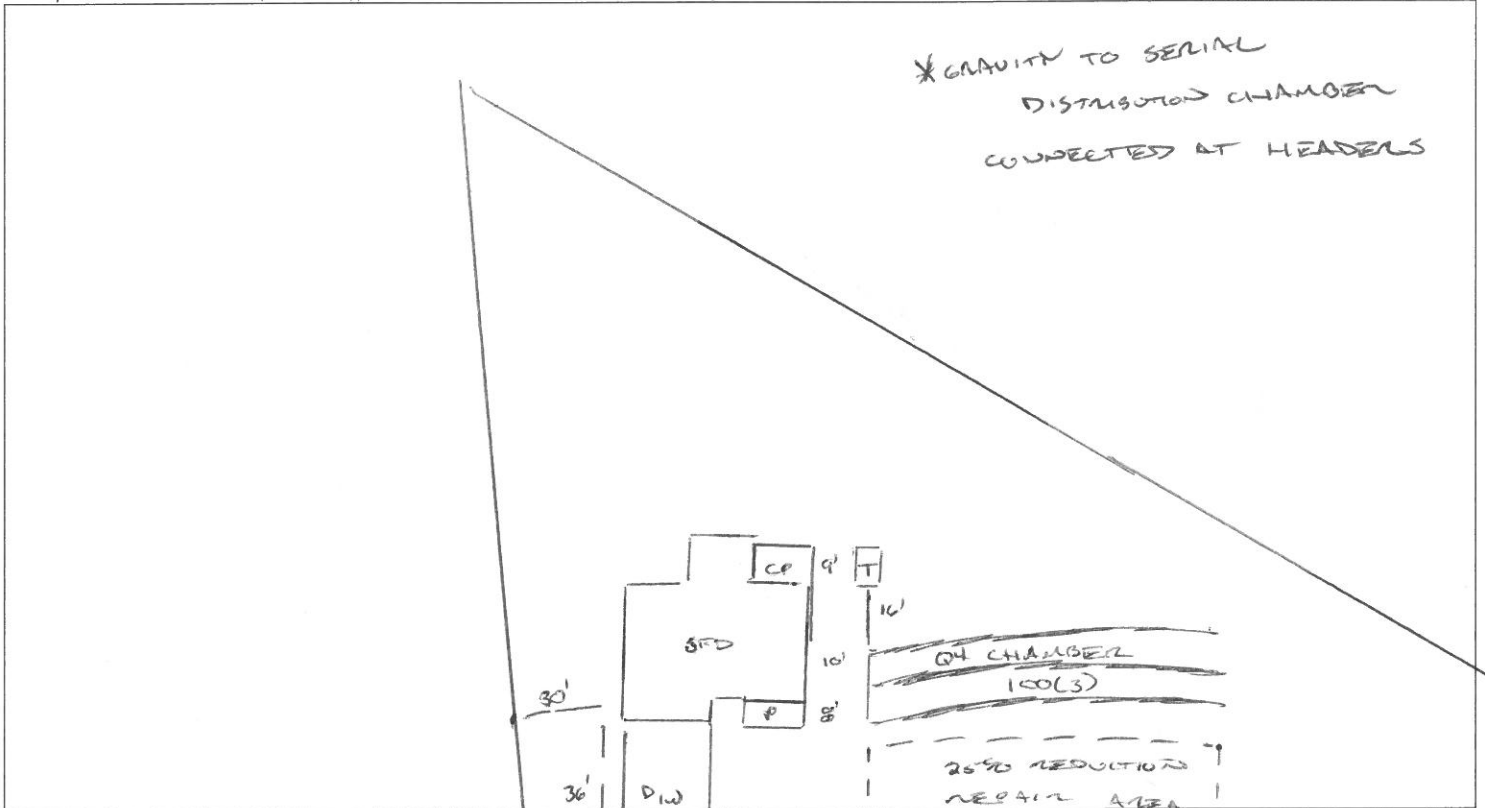 *GRAVITY TO SERIAL
DISTRIBUTION CHAMBER
CONNECTED AT HEADERS
CP
9'
T
16'
SFD
10'
Q4 CHAMBER
100(3)
30'
P
8'
25% REDUCTION
REPAIR AREA
36'
D/W